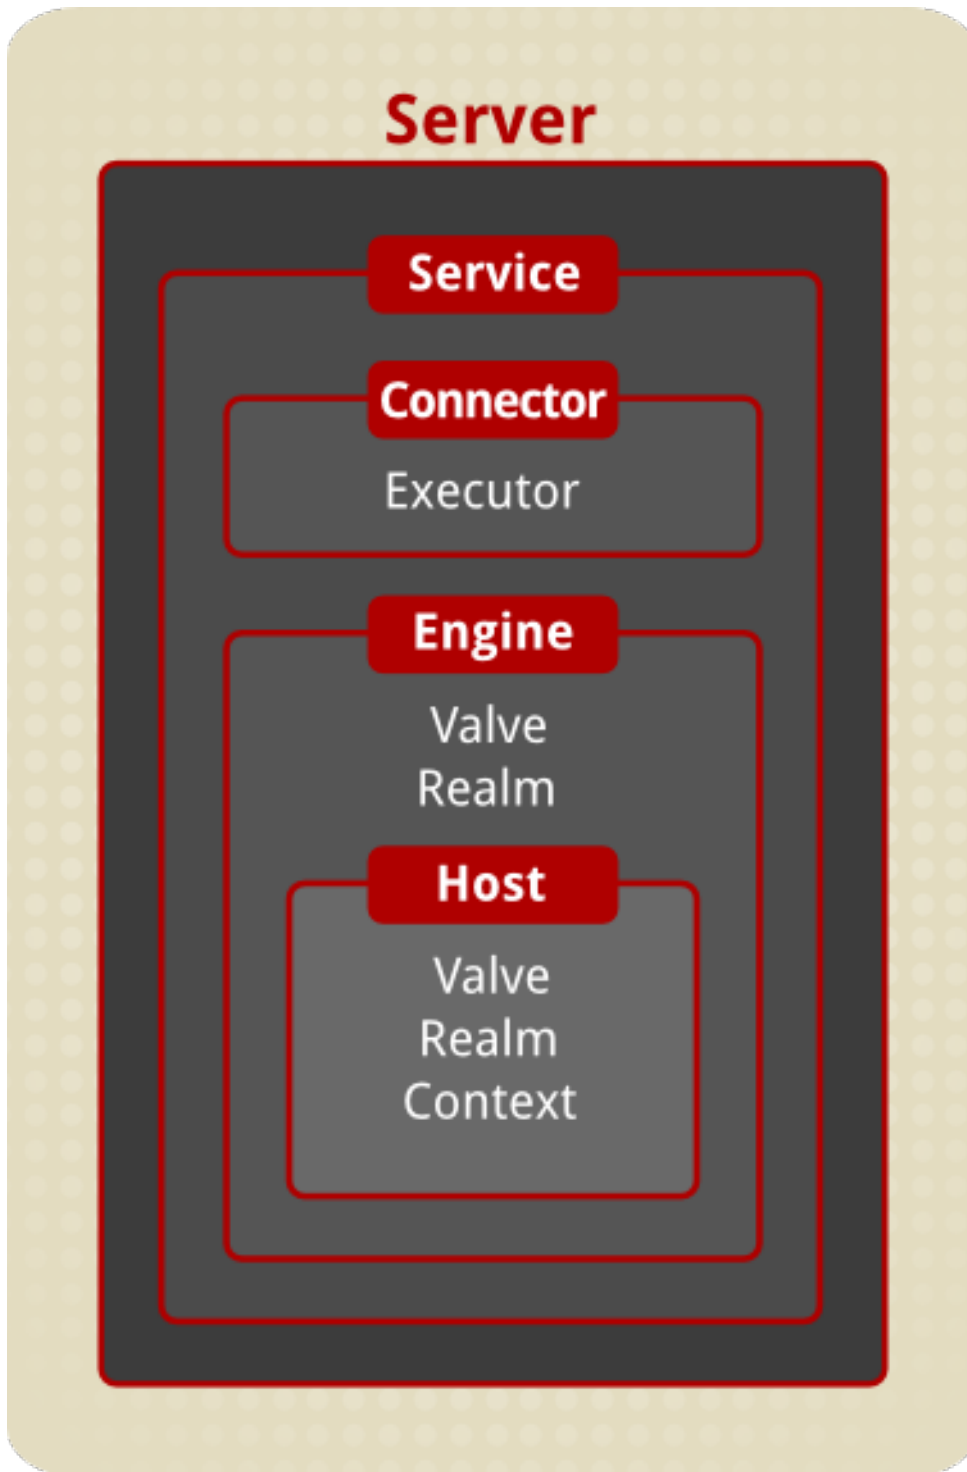 Server
Service
Connector
Executor
Engine
Valve
Realm
Host
Valve
Realm
Context